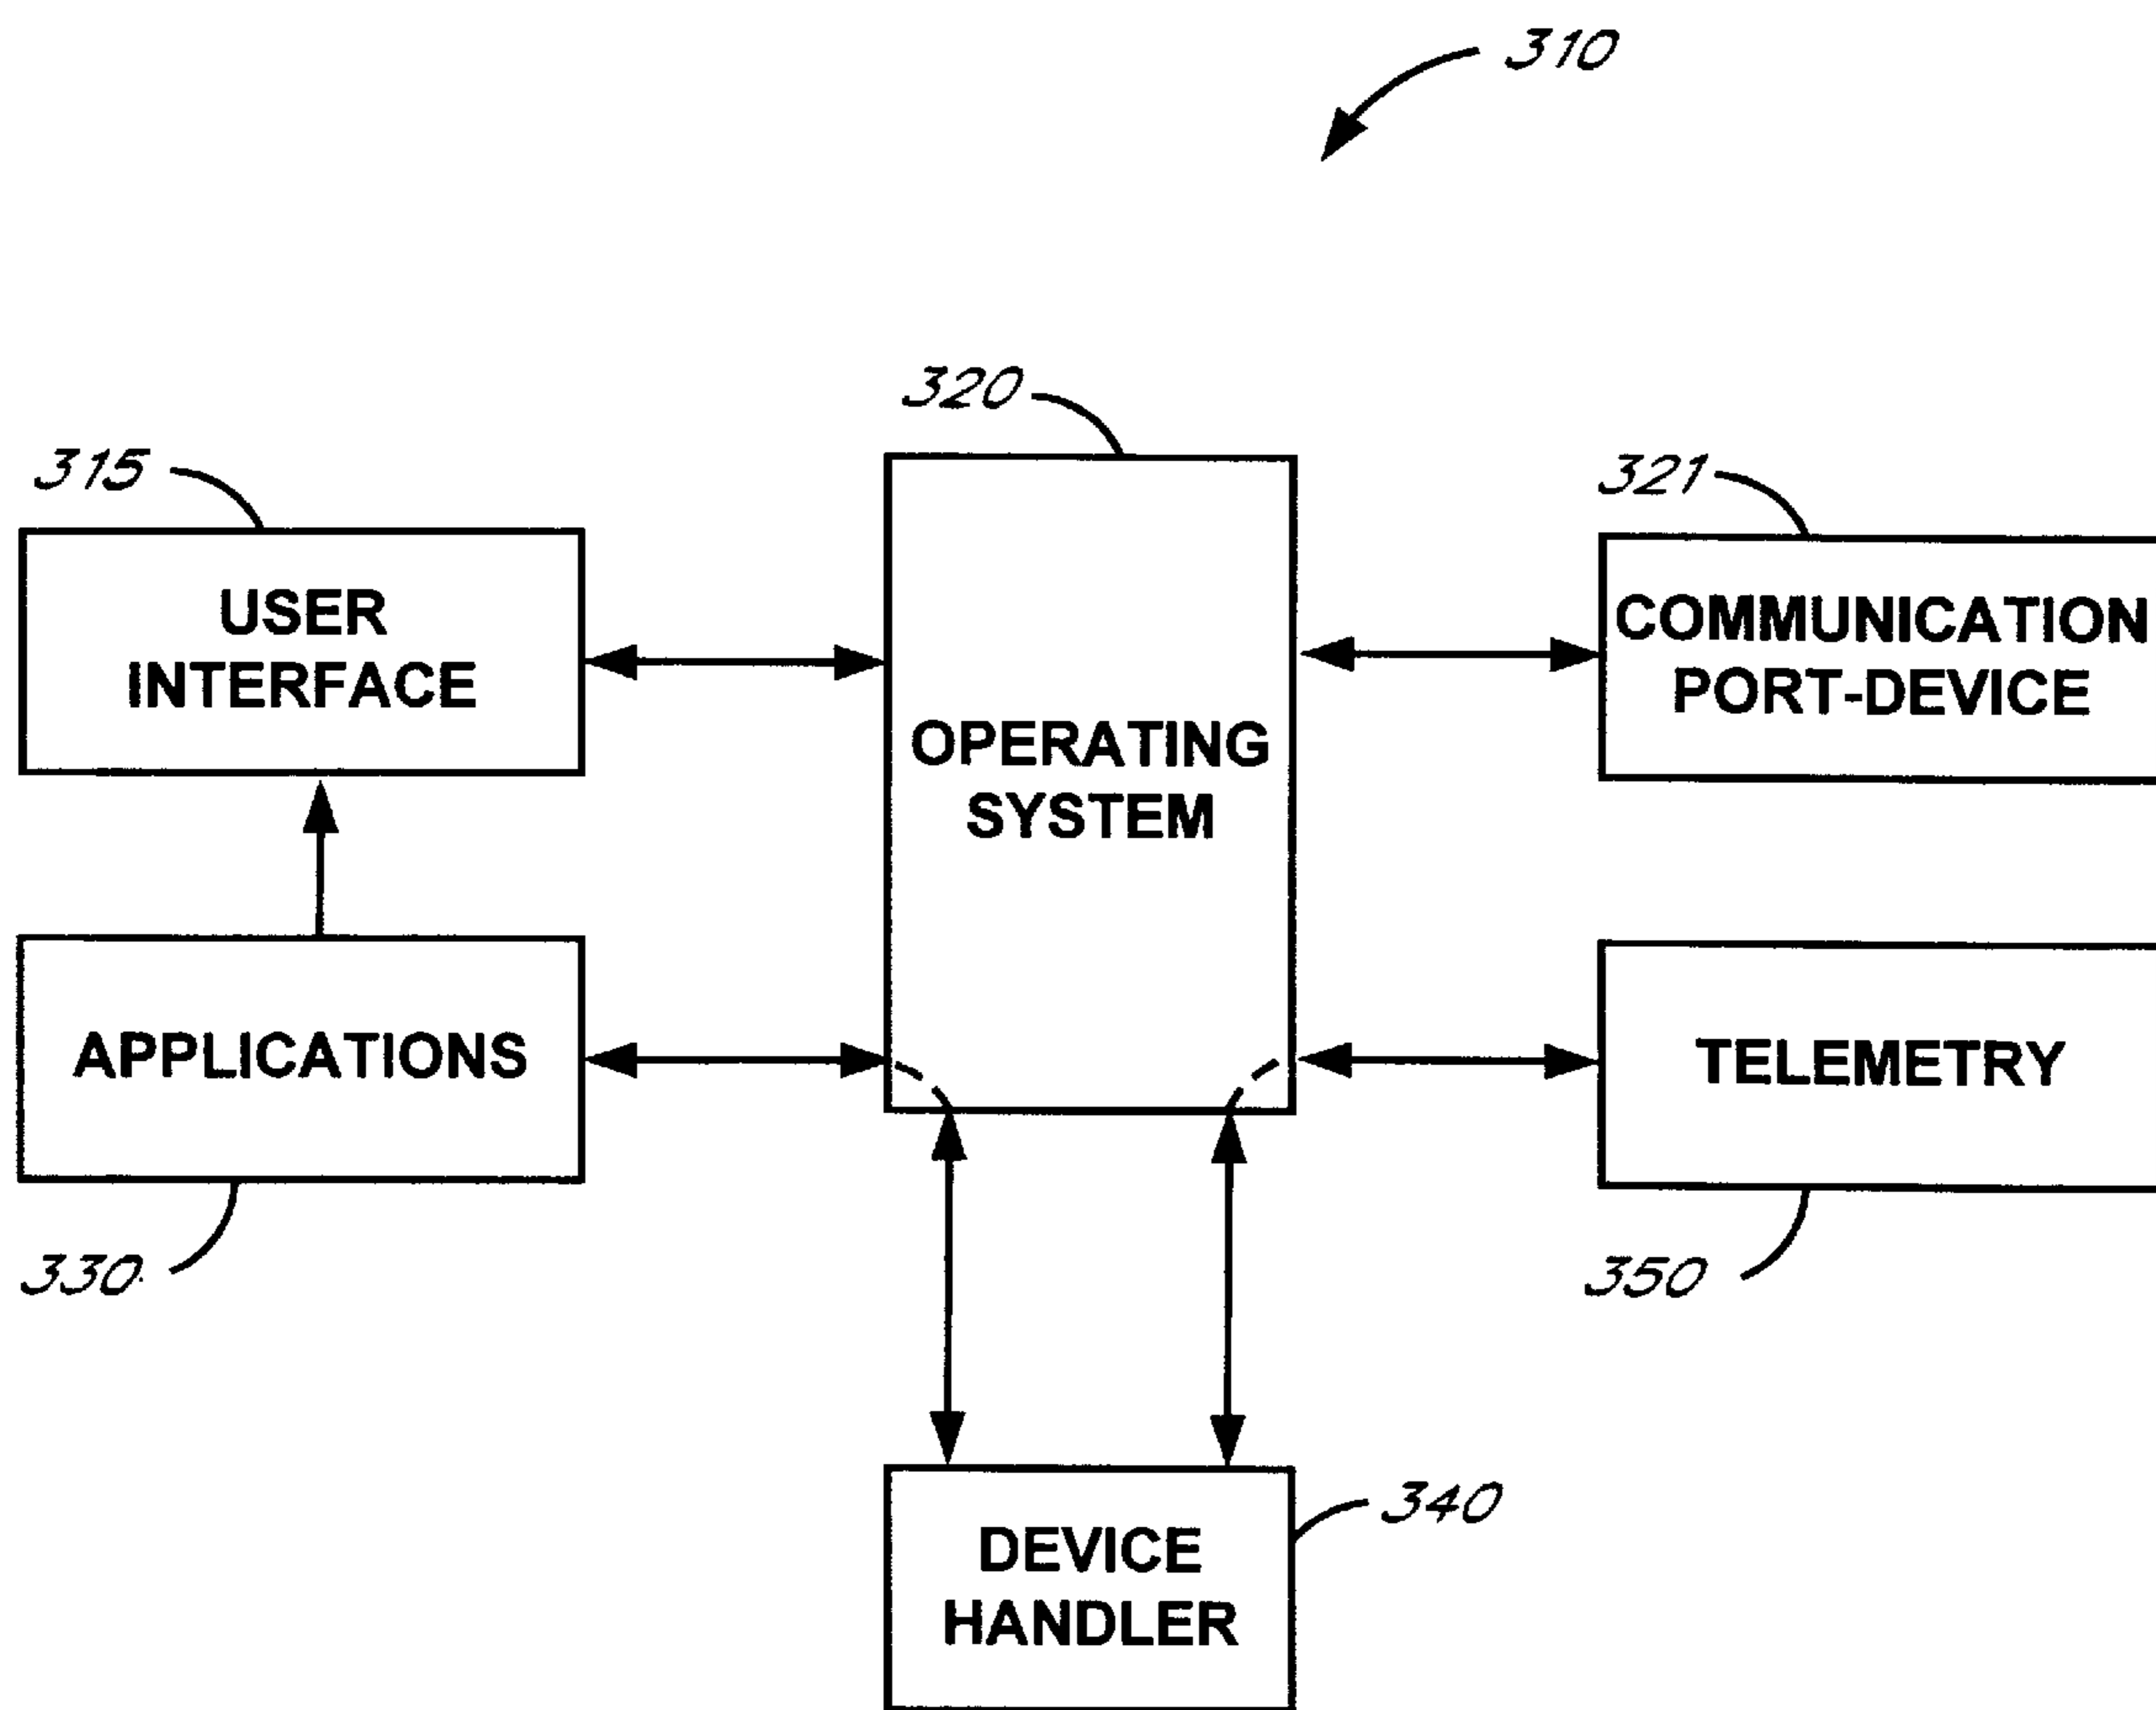 310
320
315
321
USER
INTERFACE
COMMUNICATION
PORT-DEVICE
OPERATING
SYSTEM
APPLICATIONS
TELEMETRY
330
350
340
DEVICE
HANDLER